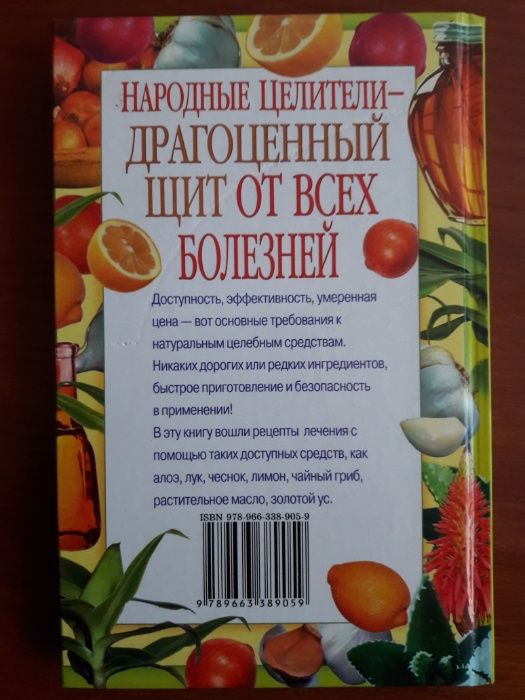 НАРОДНЫЕ ЦЕЛИТЕЛИ–
ДРАГОЦЕННЫЙ
ЩИТ ОТ ВСЕХ
БОЛЕЗНЕЙ
Доступность, эффективность, умеренная
цена — вот основные требования к
натуральным целебным средствам.
Никаких дорогих или редких ингредиентов,
быстрое приготовление и безопасность
в применении!
В эту книгу вошли рецепты лечения с
помощью таких доступных средств, как
алоэ, лук, чеснок, лимон, чайный гриб,
растительное масло, золотой ус.
ISBN 978-966-338-905-9
9 789663 389059